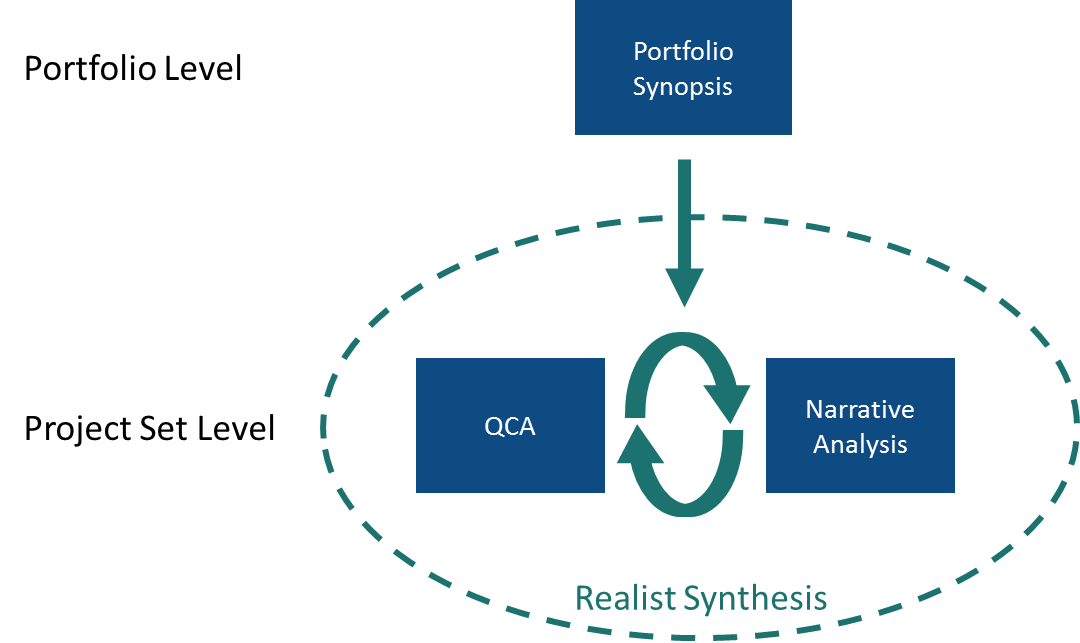 Portfolio Level
Portfolio
Synopsis
Project Set Level
QCA
Narrative
Analysis
Realist Synthesis